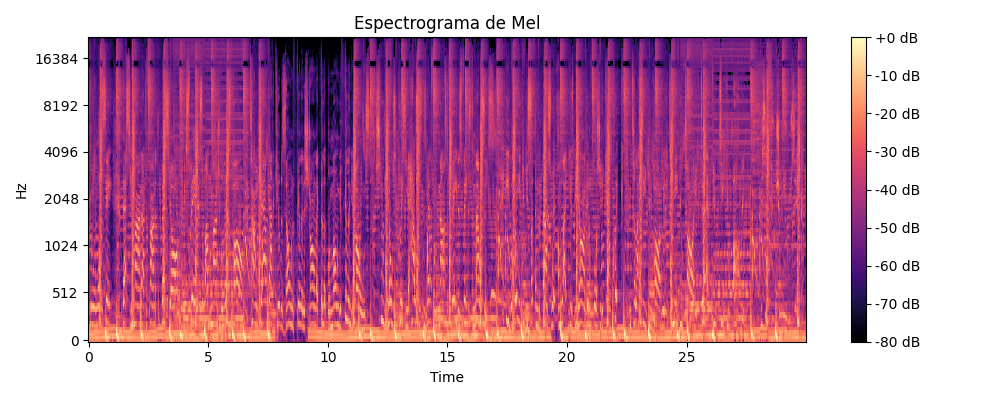 Espectrograma de Mel
Hz
16384
8192
4096
2048
1024
512
0
0 5 10 15 20 25
Time
+0 dB
-10 dB
-20 dB
-30 dB
-40 dB
-50 dB
-60 dB
-70 dB
-80 dB